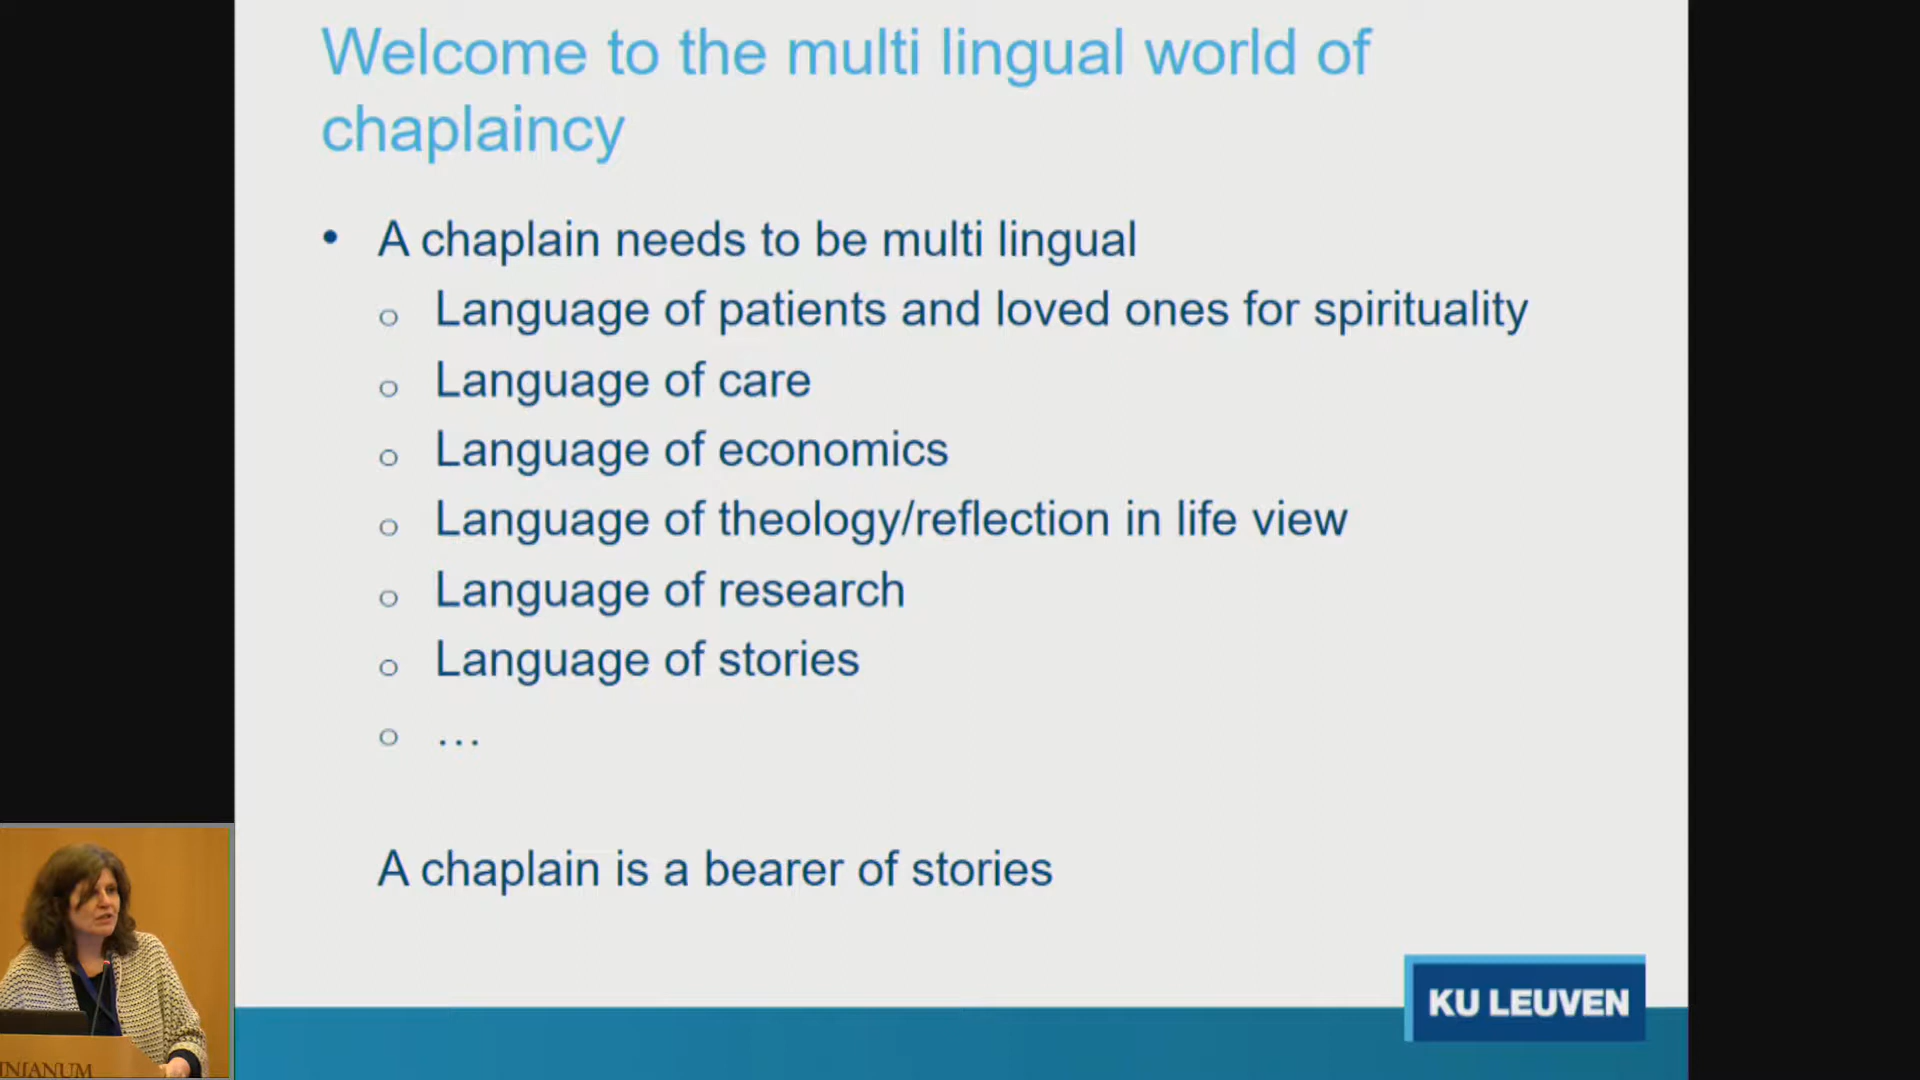 Welcome to the multi lingual world of
chaplaincy
• A chaplain needs to be multi lingual
o Language of patients and loved ones for spirituality
o Language of care
o Language of economics
o Language of theology/reflection in life view
o Language of research
o Language of stories
o …
A chaplain is a bearer of stories
KU LEUVEN
INIANUM